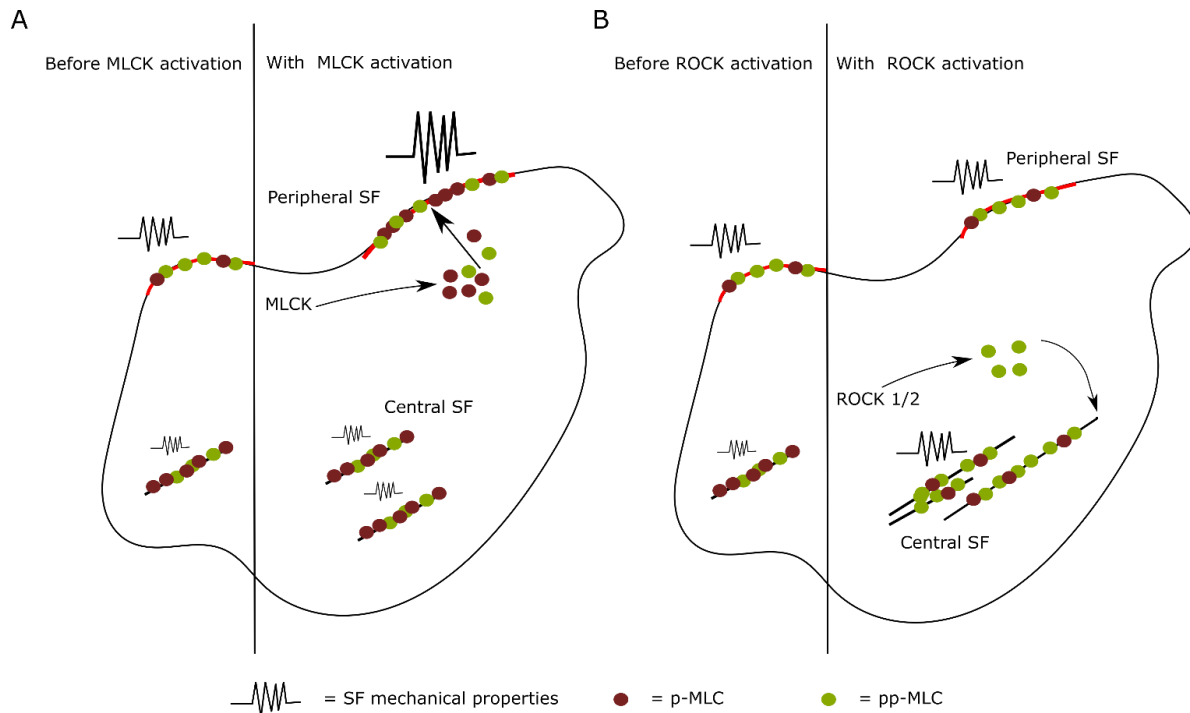 A
Before MLCK activation
With MLCK activation
Peripheral SF
MLCK
Central SF
B
Before ROCK activation
With ROCK activation
Peripheral SF
ROCK 1/2
Central SF
= SF mechanical properties
= p-MLC
= pp-MLC